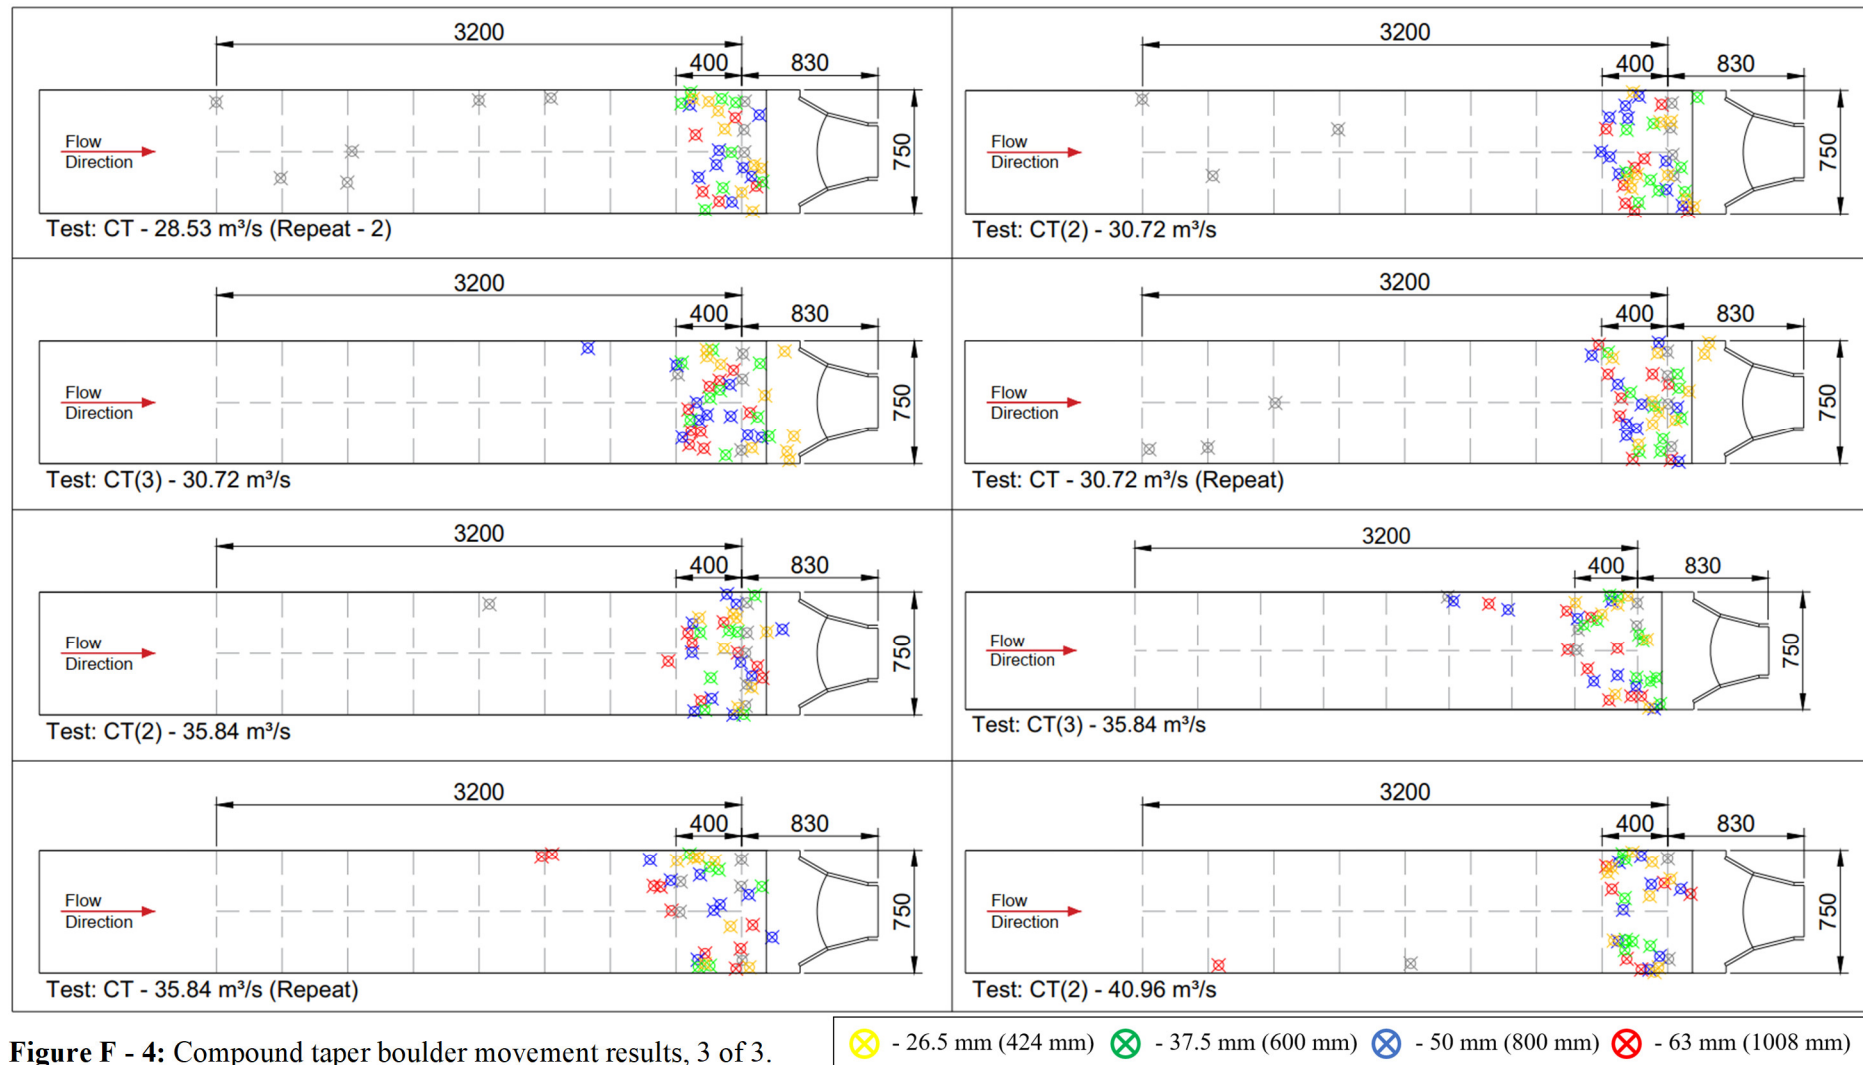 3200
400 830
Flow
Direction
750
Test: CT - 28.53 m³/s (Repeat - 2)
3200
400 830
Flow
Direction
750
Test: CT(2) - 30.72 m³/s
3200
400 830
Flow
Direction
750
Test: CT(3) - 30.72 m³/s
3200
400 830
Flow
Direction
750
Test: CT - 30.72 m³/s (Repeat)
3200
400 830
Flow
Direction
750
Test: CT(2) - 35.84 m³/s
3200
400 830
Flow
Direction
750
Test: CT(3) - 35.84 m³/s
3200
400 830
Flow
Direction
750
Test: CT - 35.84 m³/s (Repeat)
3200
400 830
Flow
Direction
750
Test: CT(2) - 40.96 m³/s
Figure F - 4: Compound taper boulder movement results, 3 of 3.
- 26.5 mm (424 mm) - 37.5 mm (600 mm) - 50 mm (800 mm) - 63 mm (1008 mm)